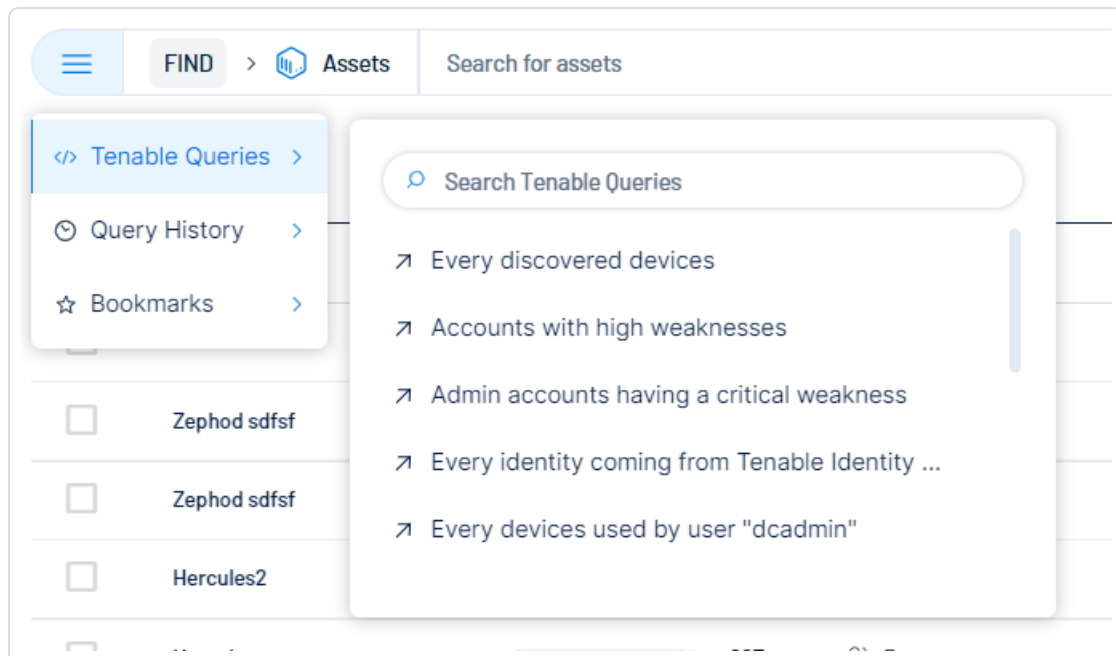 FIND > Assets Search for assets
</> Tenable Queries >
Query History >
Bookmarks >
Search Tenable Queries
Every discovered devices
Accounts with high weaknesses
Admin accounts having a critical weakness
Every identity coming from Tenable Identity ...
Every devices used by user "dcadmin"
Zephod sdfsf
Zephod sdfsf
Hercules2